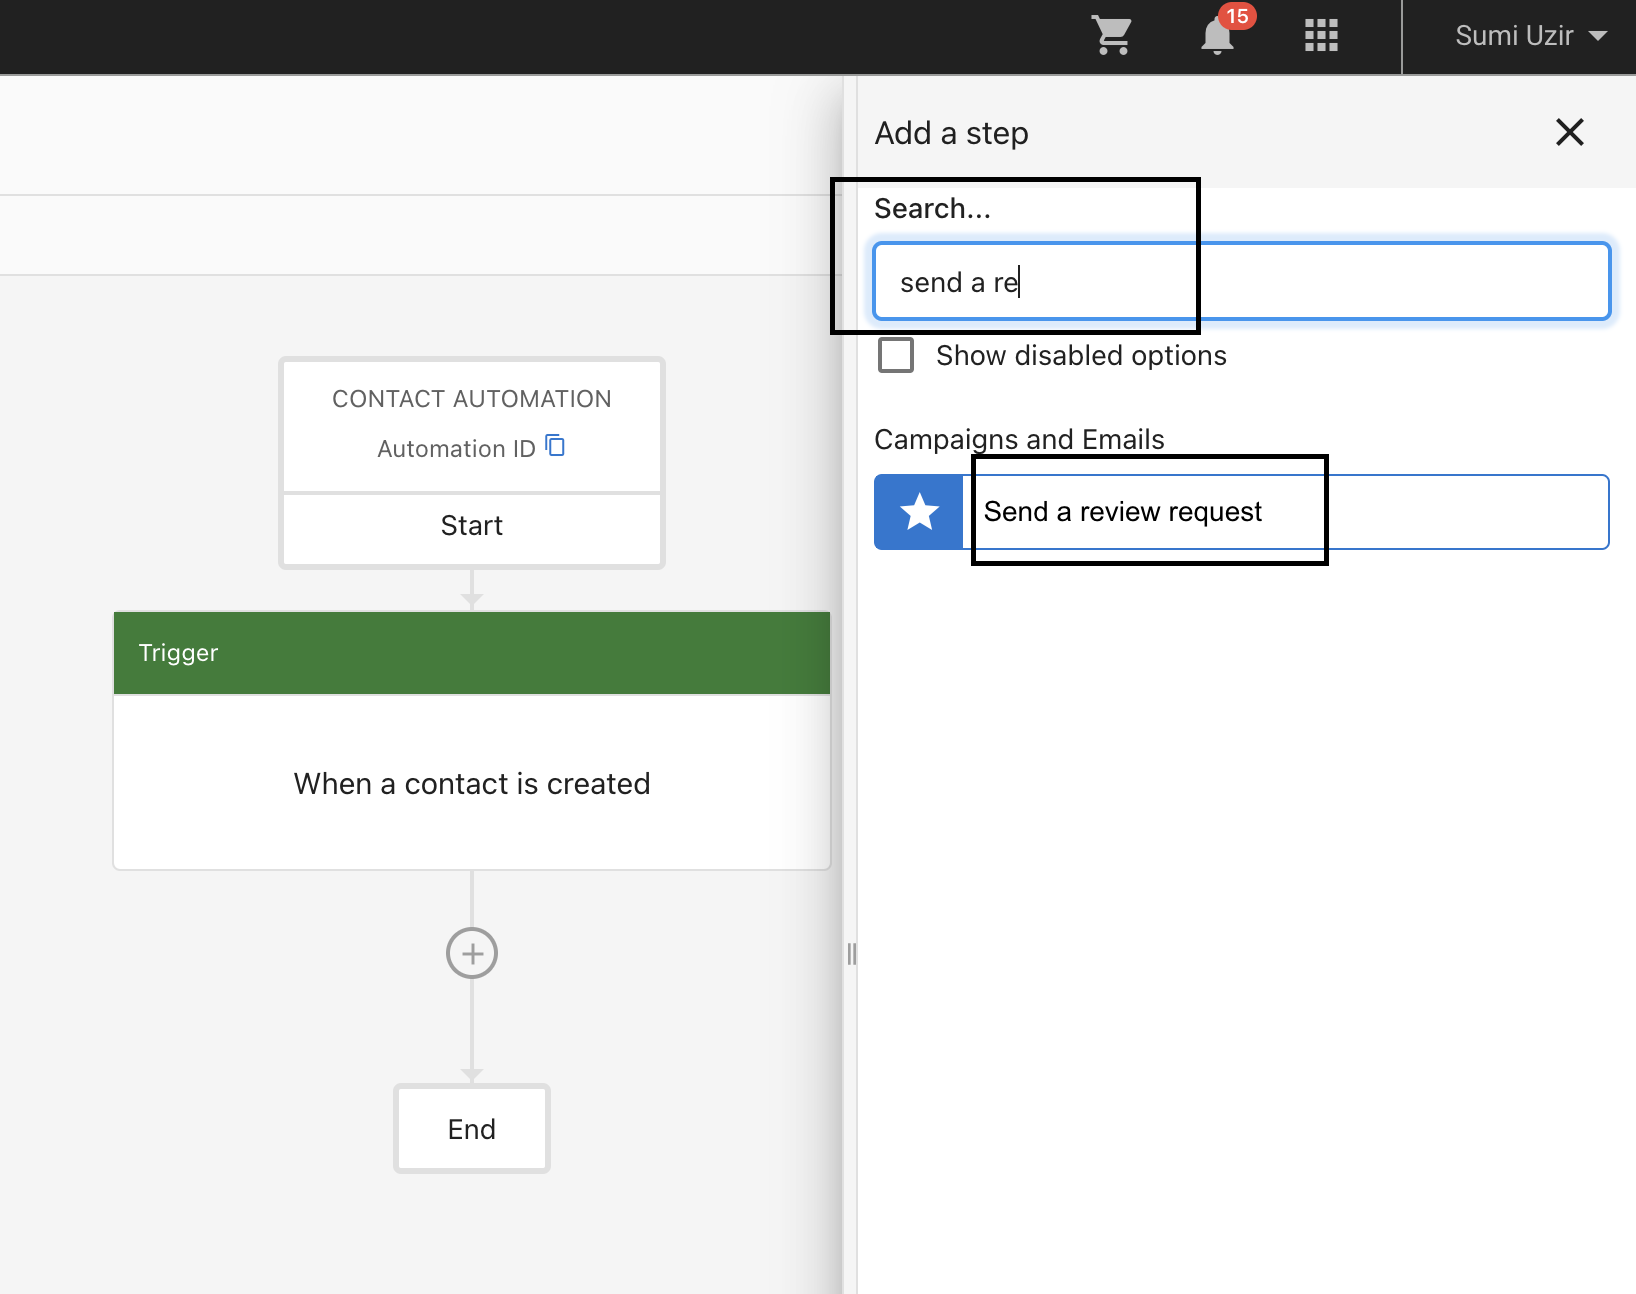 15
Sumi Uzir
Add a step
Search...
send a re
Show disabled options
Campaigns and Emails
Send a review request
CONTACT AUTOMATION
Automation ID
Start
Trigger
When a contact is created
End